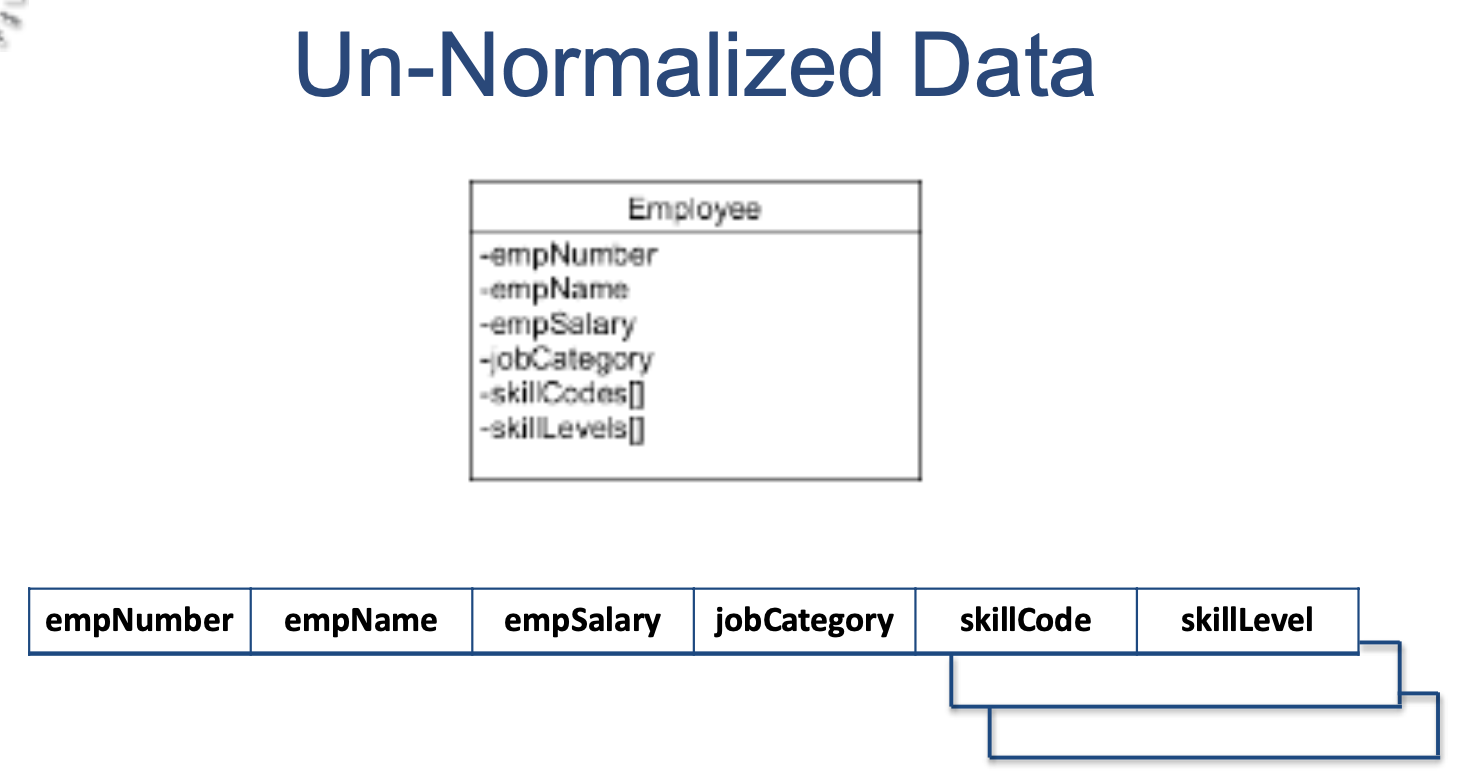 Un-Normalized Data
Employee
-empNumber
-empName
-empSalary
-jobCategory
-skillCodes[]
-skillLevels[]
empNumber empName empSalary jobCategory skillCode skillLevel